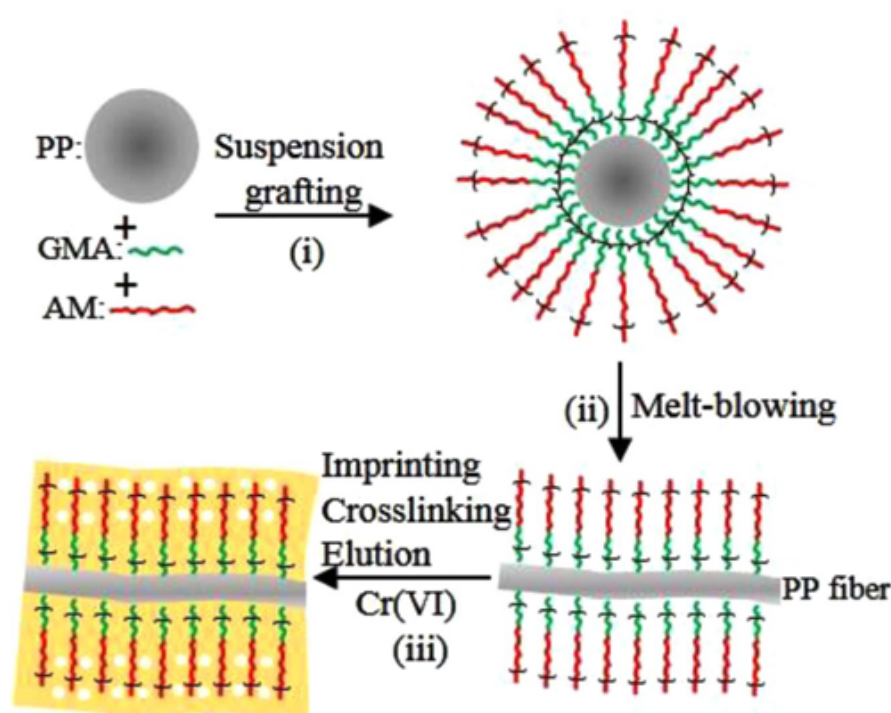 PP:
+
GMA:
+
AM:
Suspension
grafting
(i)
(ii)
Melt-blowing
Imprinting
Crosslinking
Elution
Cr(VI)
(iii)
PP fiber